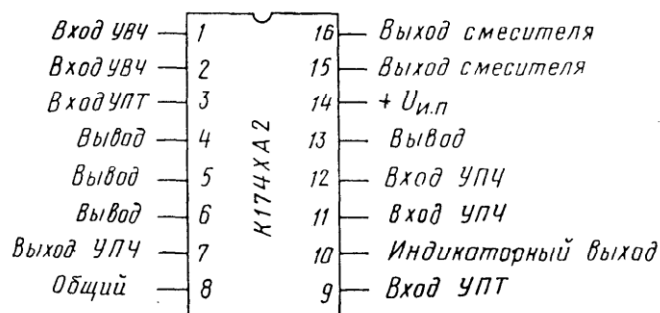 Вход УВЧ 1
Вход УВЧ 2
Вход УПТ 3
Вывод 4
Вывод 5
Вывод 6
Выход УПЧ 7
Общий 8
К174ХА2
16 Выход смесителя
15 Выход смесителя
14 + Uи.п
13 Вывод
12 Вход УПЧ
11 Вход УПЧ
10 Индикаторный выход
9 Вход УПТ